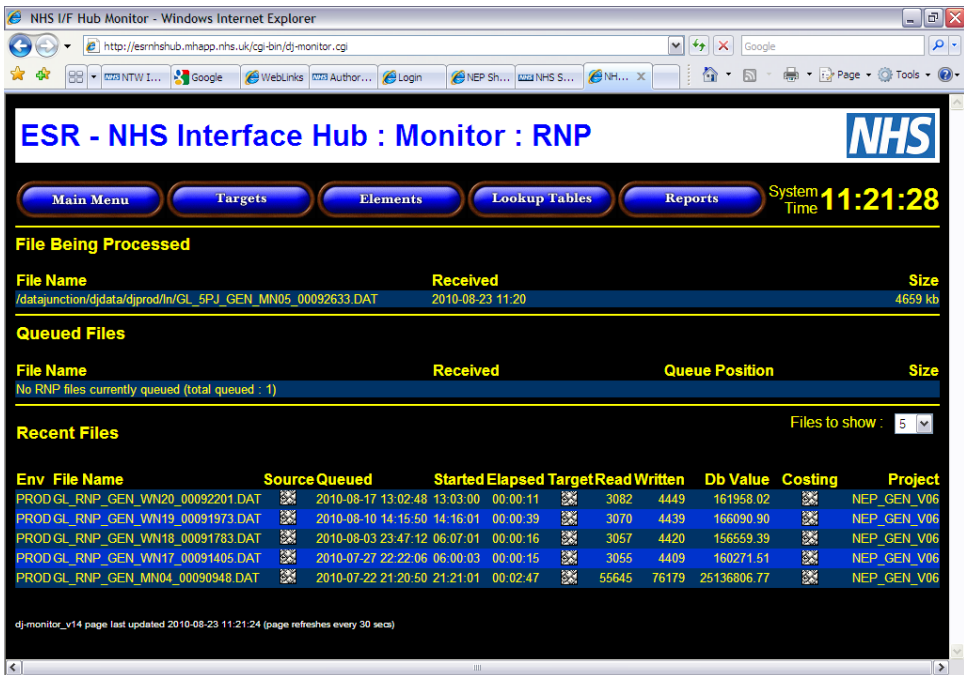 NHS I/F Hub Monitor - Windows Internet Explorer
http://esrnhshub.mhapp.nhs.uk/cgi-bin/dj-monitor.cgi
Google
NTW I... Google WebLinks Author... Login NEP Sh... NHS S... NH... X Page Tools
ESR - NHS Interface Hub : Monitor : RNP
NHS
Main Menu Targets Elements Lookup Tables Reports System Time 11:21:28
File Being Processed
File Name Received Size
/datajunction/djdata/djprod/In/GL_5PJ_GEN_MN05_00092633.DAT 2010-08-23 11:20 4659 kb
Queued Files
File Name Received Queue Position Size
No RNP files currently queued (total queued : 1)
Files to show : 5
Recent Files
Env File Name Source Queued Started Elapsed Target Read Written Db Value Costing Project
PROD GL_RNP_GEN_WN20_00092201.DAT 2010-08-17 13:02:48 13:03:00 00:00:11 3082 4449 161958.02 NEP_GEN_V06
PROD GL_RNP_GEN_WN19_00091973.DAT 2010-08-10 14:15:50 14:16:01 00:00:39 3070 4439 166090.90 NEP_GEN_V06
PROD GL_RNP_GEN_WN18_00091783.DAT 2010-08-03 23:47:12 06:07:01 00:00:16 3057 4420 156559.39 NEP_GEN_V06
PROD GL_RNP_GEN_WN17_00091405.DAT 2010-07-27 22:22:06 06:00:03 00:00:15 3055 4409 160271.51 NEP_GEN_V06
PROD GL_RNP_GEN_MN04_00090948.DAT 2010-07-22 21:20:50 21:21:01 00:02:47 55645 76179 25136806.77 NEP_GEN_V06
dj-monitor_v14 page last updated 2010-08-23 11:21:24 (page refreshes every 30 secs)